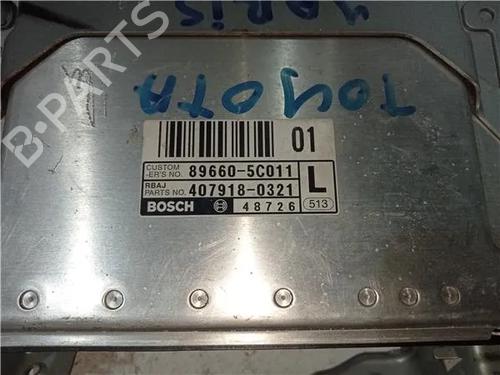 YARIS
TOYOTA
B-PARTS
01
CUSTOM
-ER'S NO. 89660-5C011
L
RBAJ
PARTS NO. 407918-0321
BOSCH 48726 513